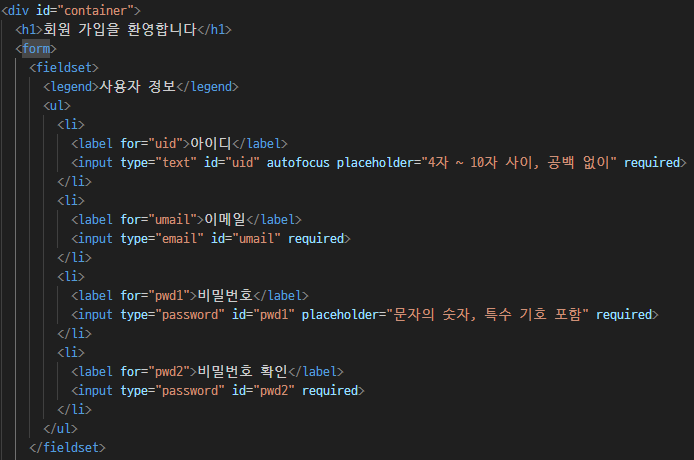 <div id="container">
<h1>회원 가입을 환영합니다</h1>
<form>
<fieldset>
<legend>사용자 정보</legend>
<ul>
<li>
<label for="uid">아이디</label>
<input type="text" id="uid" autofocus placeholder="4자 ~ 10자 사이, 공백 없이" required>
</li>
<li>
<label for="umail">이메일</label>
<input type="email" id="umail" required>
</li>
<li>
<label for="pwd1">비밀번호</label>
<input type="password" id="pwd1" placeholder="문자의 숫자, 특수 기호 포함" required>
</li>
<li>
<label for="pwd2">비밀번호 확인</label>
<input type="password" id="pwd2" required>
</li>
</ul>
</fieldset>